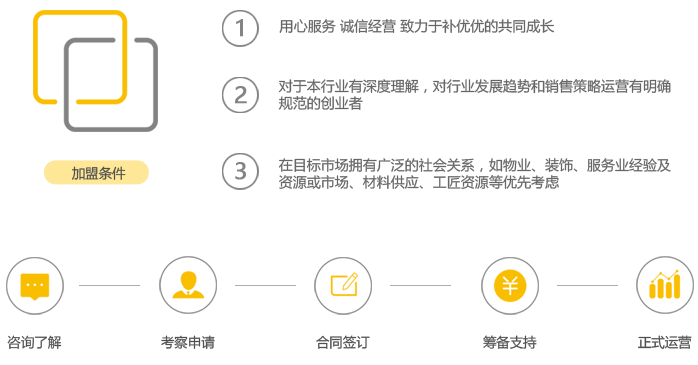 1
用心服务 诚信经营 致力于补优优的共同成长
2
对于本行业有深度理解，对行业发展趋势和销售策略运营有明确
规范的创业者
加盟条件
3
在目标市场拥有广泛的社会关系，如物业、装饰、服务业经验及
资源或市场、材料供应、工匠资源等优先考虑
咨询了解
考察申请
合同签订
筹备支持
正式运营